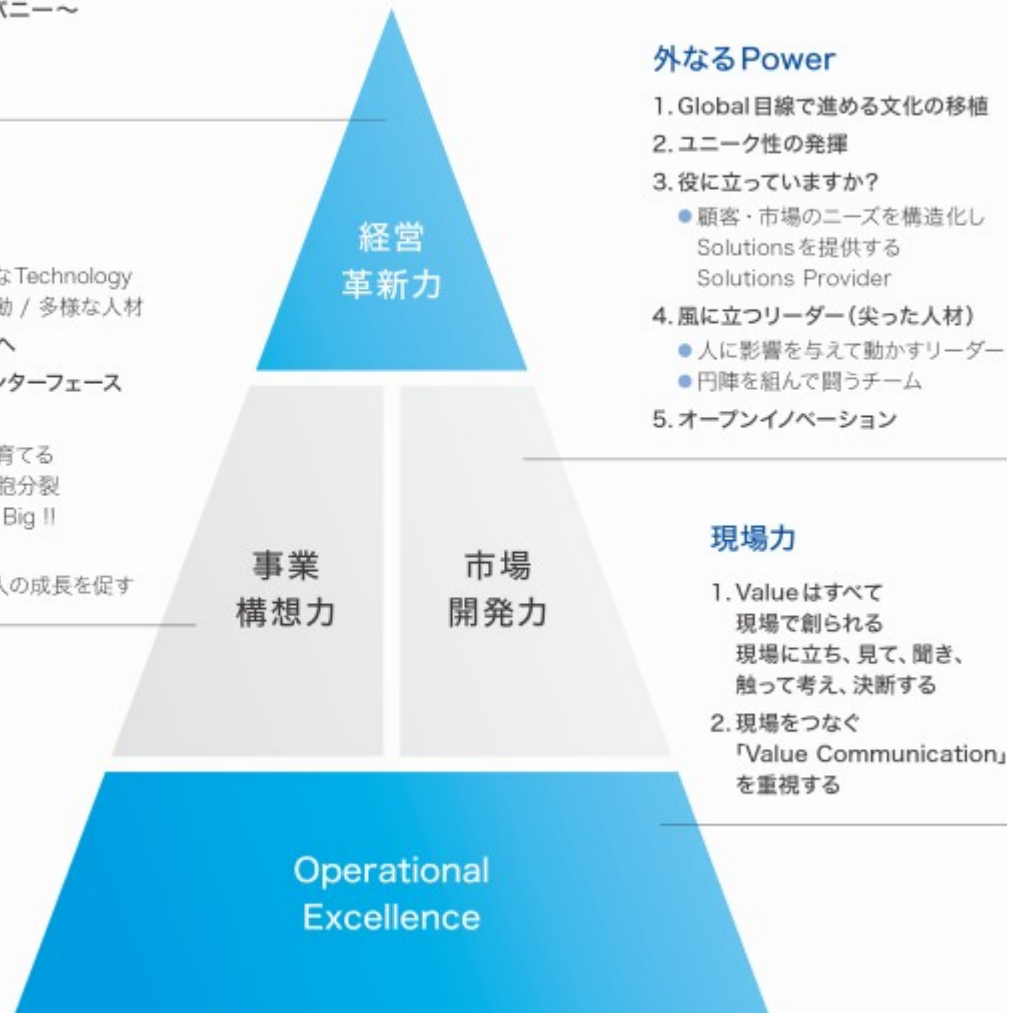 パニー～
なTechnology
動 / 多様な人材
へ
ンターフェース
育てる
胞分裂
Big !!
人の成長を促す
経営
革新力
事業
構想力
市場
開発力
Operational
Excellence
外なるPower
1. Global目線で進める文化の移植
2. ユニーク性の発揮
3. 役に立っていますか？
●顧客・市場のニーズを構造化し
Solutionsを提供する
Solutions Provider
4. 風に立つリーダー（尖った人材）
●人に影響を与えて動かすリーダー
●円陣を組んで闘うチーム
5. オープンイノベーション
現場力
1. Valueはすべて
現場で創られる
現場に立ち、見て、聞き、
触って考え、決断する
2. 現場をつなぐ
「Value Communication」
を重視する